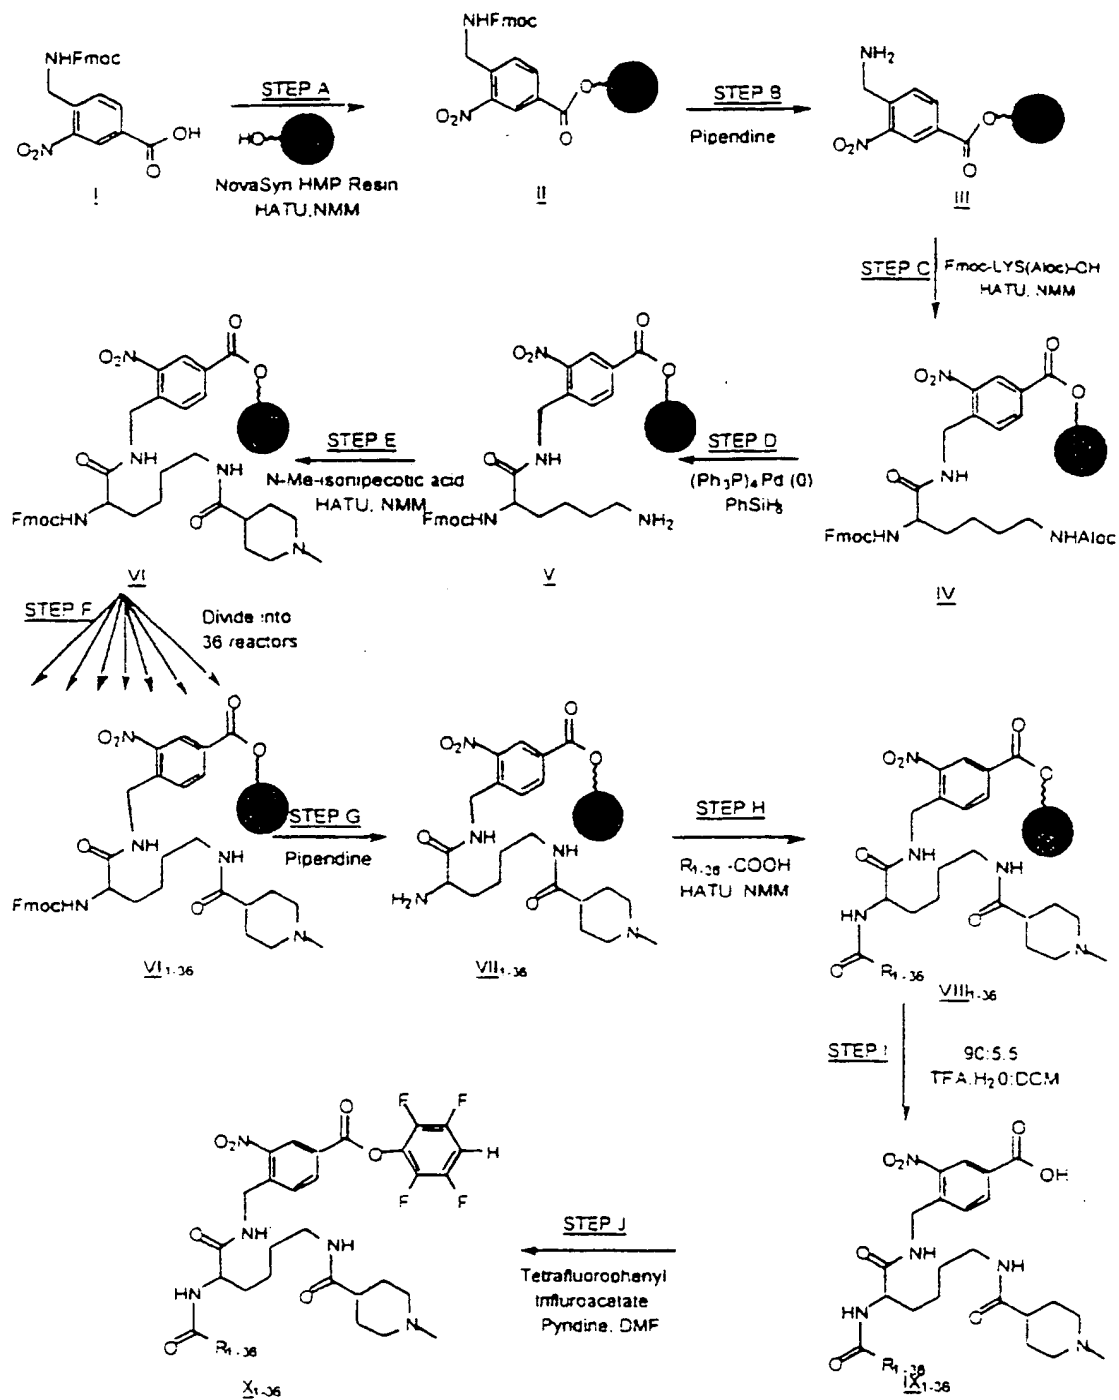 NHFmoc
O₂N
OH
O
I
STEP A
HO
NovaSyn HMP Resin
HATU,NMM
NHFmoc
O₂N
O
O
II
STEP B
Pipendine
NH₂
O₂N
O
O
III
STEP C
Fmoc-LYS(Aloc)-OH
HATU, NMM
O₂N
O
O
O
NH
FmocHN
NHAloc
IV
STEP D
(Ph₃P)₄Pd (0)
PhSiH₃
O₂N
O
O
O
NH
FmocHN
NH₂
V
STEP E
N-Me-isonipecotic acid
HATU, NMM
O₂N
O
O
O
NH
NH
FmocHN
O
N
VI
STEP F
Divide into
36 reactors
O₂N
O
O
O
NH
NH
FmocHN
O
N
VI₁-₃₆
STEP G
Pipendine
O₂N
O
O
O
NH
NH
H₂N
O
N
VII₁-₃₆
STEP H
R₁-₃₆ -COOH
HATU NMM
O₂N
O
O
O
NH
NH
HN
O
N
O
R₁-₃₆
VIII₁-₃₆
STEP I
90:5:5
TFA:H₂O:DCM
O₂N
O
OH
O
NH
NH
HN
O
N
O
R₁-₃₆
IX₁-₃₆
STEP J
Tetrafluorophenyl
trifluroacatate
Pyridine, DMF
O₂N
O
O
F
F
H
F
F
O
NH
NH
HN
O
N
O
R₁-₃₆
X₁-₃₆